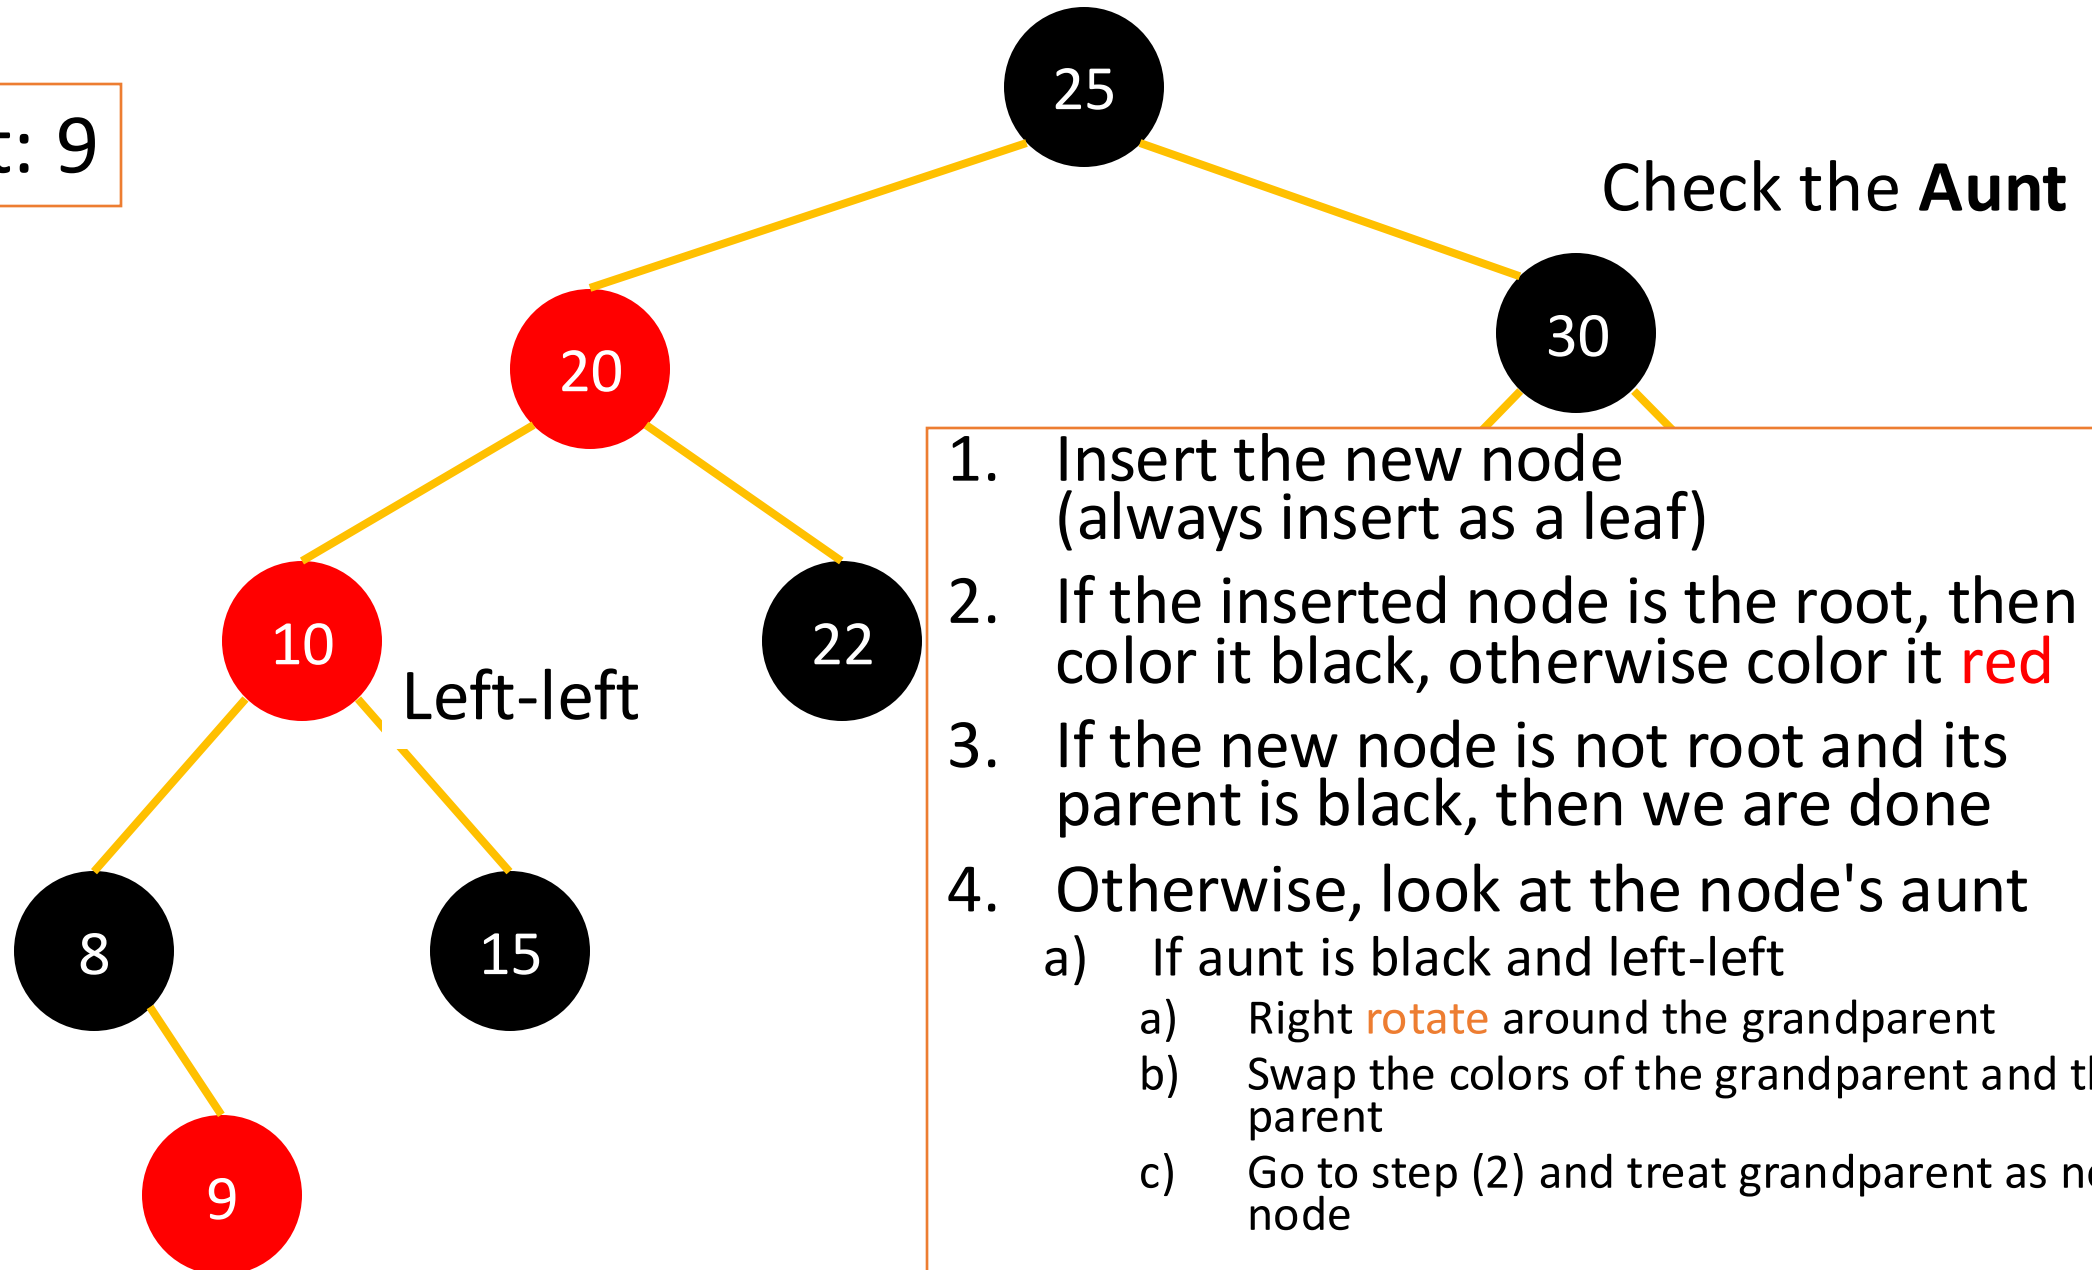 25
t: 9
Check the Aunt
30
20
1. Insert the new node
(always insert as a leaf)
2. If the inserted node is the root, then
color it black, otherwise color it red
10
22
Left-left
3. If the new node is not root and its
parent is black, then we are done
4. Otherwise, look at the node's aunt
8
15
a) If aunt is black and left-left
a) Right rotate around the grandparent
b) Swap the colors of the grandparent and
parent
c) Go to step (2) and treat grandparent as
node
9